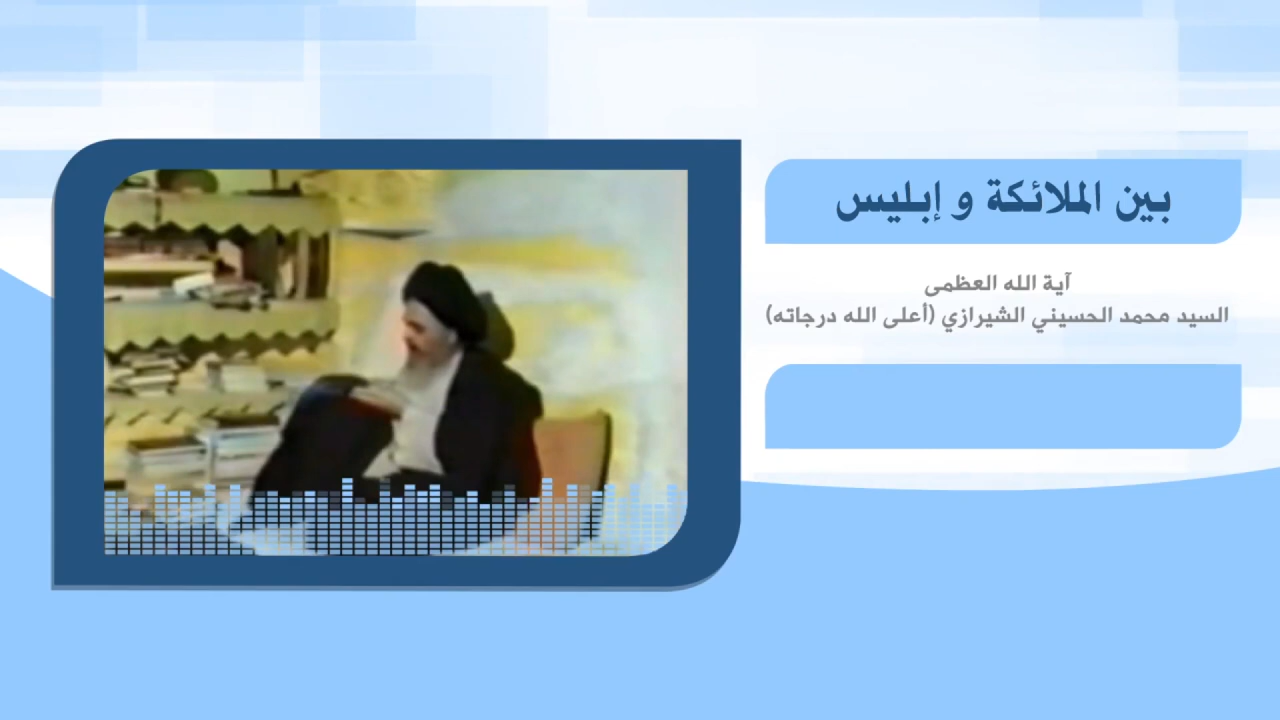 بين الملائكة و إبليس
آية الله العظمى
السيد محمد الحسيني الشيرازي (أعلى الله درجاته)